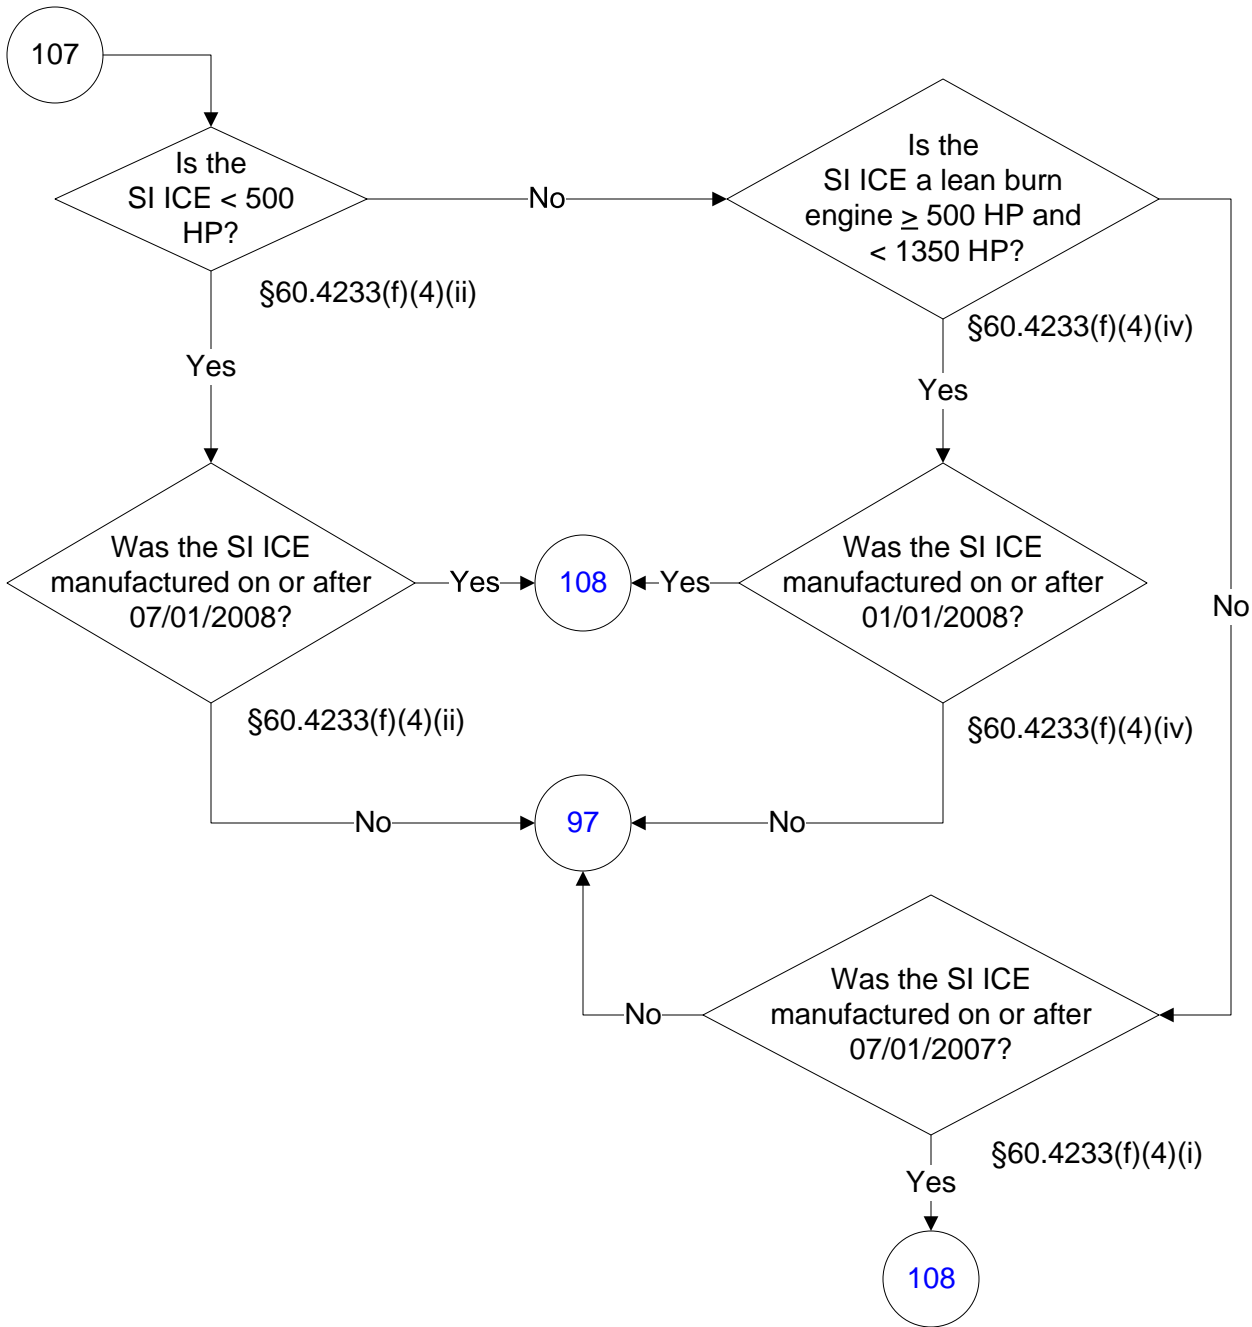 107
Is the
SI ICE < 500
HP?
§60.4233(f)(4)(ii)
No
Is the
SI ICE a lean burn
engine ≥ 500 HP and
< 1350 HP?
§60.4233(f)(4)(iv)
Yes
Yes
No
Was the SI ICE
manufactured on or after
07/01/2008?
§60.4233(f)(4)(ii)
Yes
108
Yes
Was the SI ICE
manufactured on or after
01/01/2008?
§60.4233(f)(4)(iv)
No
97
No
No
Was the SI ICE
manufactured on or after
07/01/2007?
§60.4233(f)(4)(i)
Yes
108